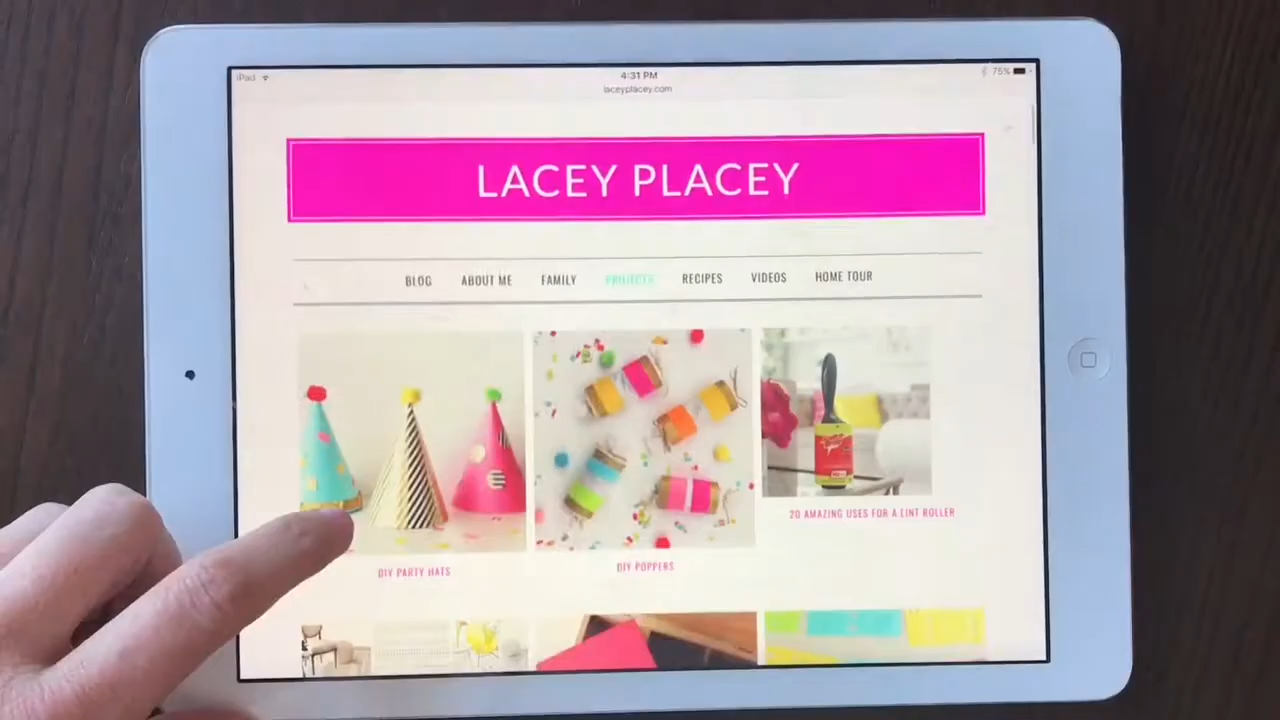 iPad
4:31 PM
75%
laceyplacey.com
LACEY PLACEY
BLOG ABOUT ME FAMILY PROJECTS RECIPES VIDEOS HOME TOUR
20 AMAZING USES FOR A LINT ROLLER
DIY PARTY HATS
DIY POPPERS